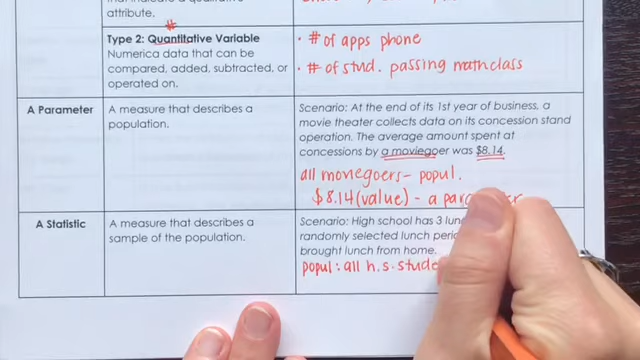 that indicate a qualitative
attribute.
#
Type 2: Quantitative Variable
Numerica data that can be
compared, added, subtracted, or
operated on.
• # of apps phone
• # of stud. passing math class
A Parameter
A measure that describes a
population.
Scenario: At the end of its 1st year of business, a
movie theater collects data on its concession stand
operation. The average amount spent at
concessions by a moviegoer was $8.14.
all moviegoers - popul.
$8.14 (value) - a
A Statistic
A measure that describes a
sample of the population.
Scenario: High school has 3
randomly selected lunch
brought lunch from home.
popul: all h.s.